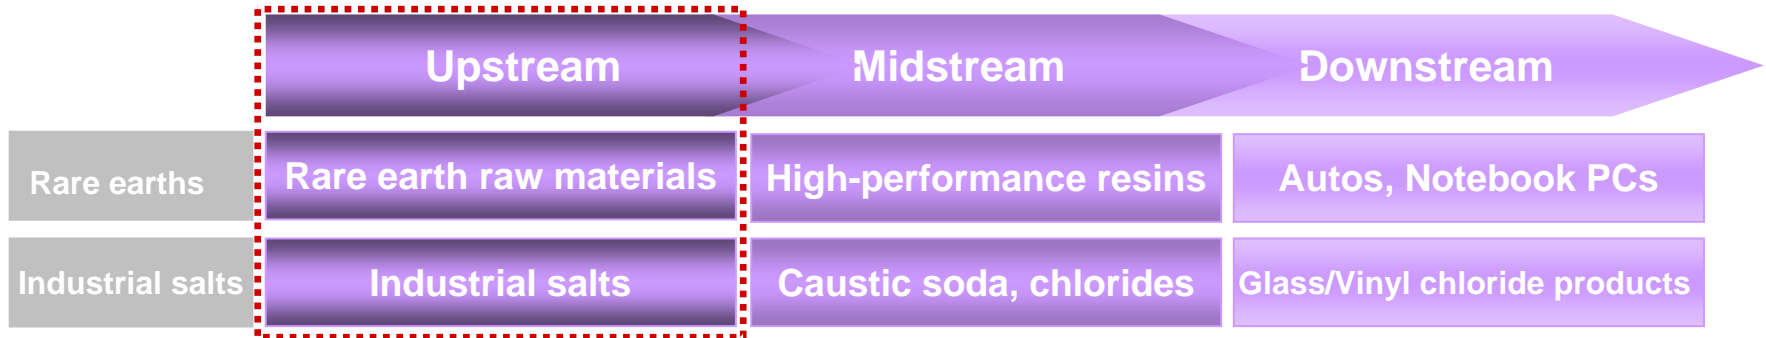 Upstream
Midstream
Downstream
Rare earths
Rare earth raw materials
High-performance resins
Autos, Notebook PCs
Industrial salts
Industrial salts
Caustic soda, chlorides
Glass/Vinyl chloride products